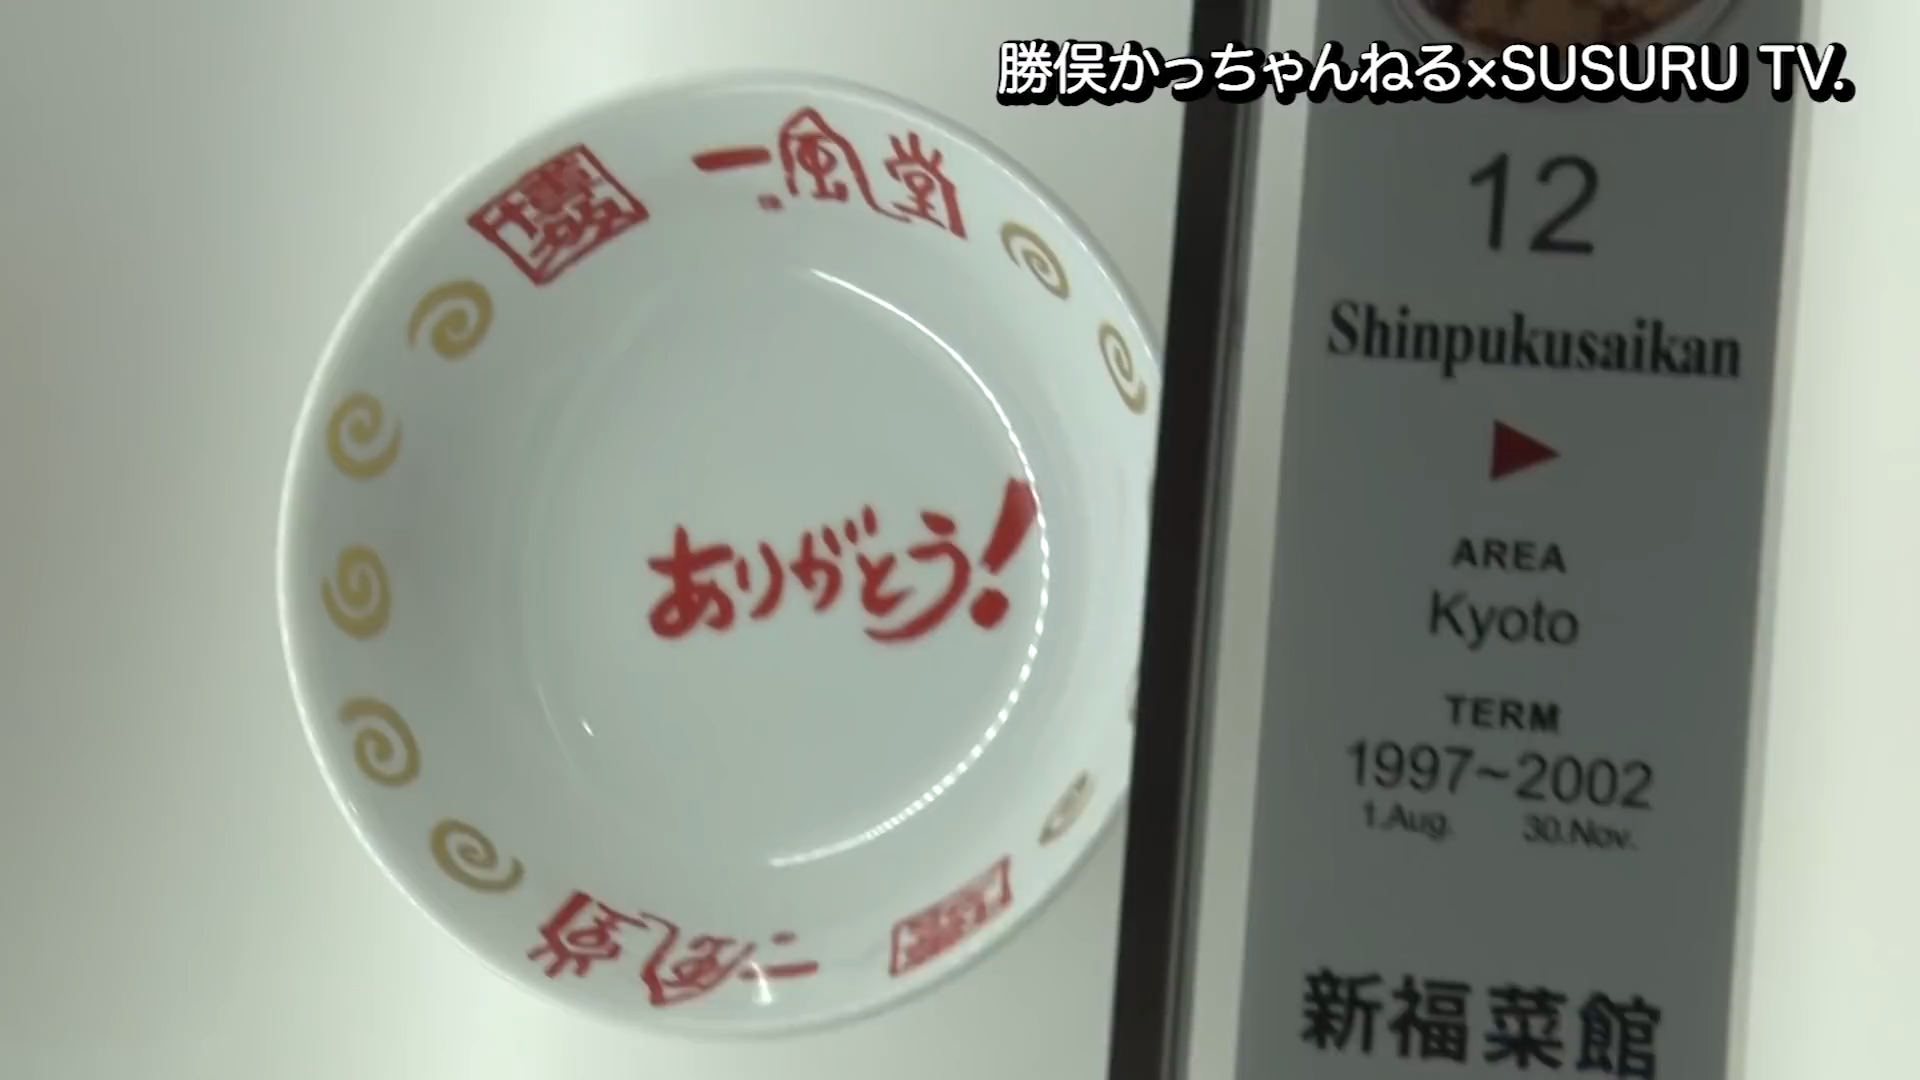 勝俣かっちゃんねる×SUSURU TV.
一風堂
ありがとう!
一風堂
12
Shinpukusaikan
AREA
Kyoto
TERM
1997~2002
1.Aug. 30.Nov.
新福菜館